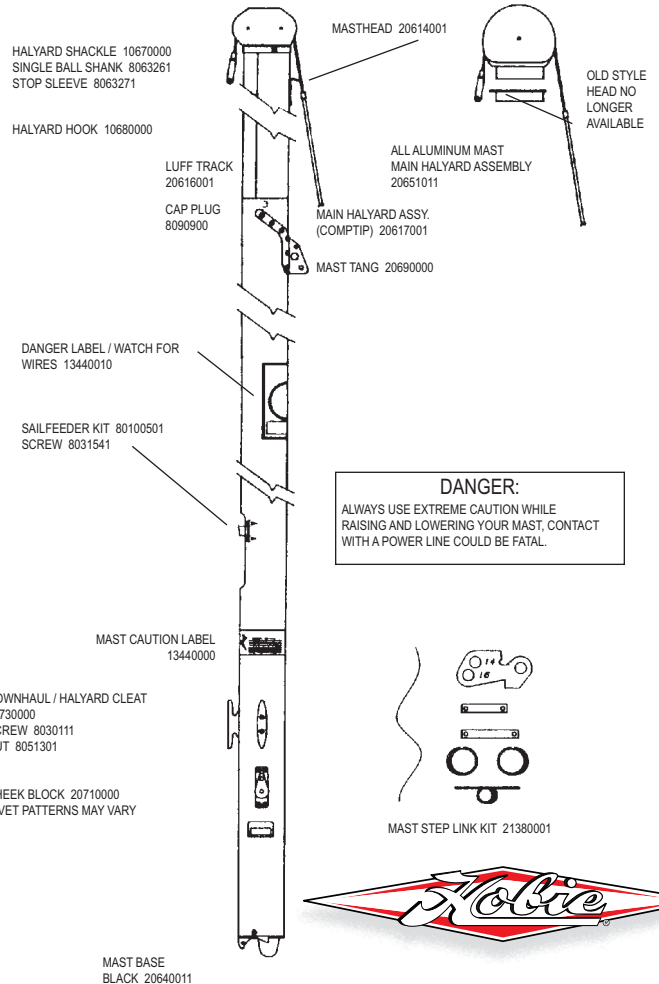 HALYARD SHACKLE 10670000
SINGLE BALL SHANK 8063261
STOP SLEEVE 8063271
HALYARD HOOK 10680000
MASTHEAD 20614001
OLD STYLE
HEAD NO
LONGER
AVAILABLE
ALL ALUMINUM MAST
MAIN HALYARD ASSEMBLY
20651011
LUFF TRACK
20616001
CAP PLUG
8090900
MAIN HALYARD ASSY.
(COMPTIP) 20617001
MAST TANG 20690000
DANGER LABEL / WATCH FOR
WIRES 13440010
SAILFEEDER KIT 80100501
SCREW 8031541
DANGER:
ALWAYS USE EXTREME CAUTION WHILE
RAISING AND LOWERING YOUR MAST, CONTACT
WITH A POWER LINE COULD BE FATAL.
MAST CAUTION LABEL
13440000
OWNHAUL / HALYARD CLEAT
730000
CREW 8030111
UT 8051301
HEEK BLOCK 20710000
VET PATTERNS MAY VARY
14
16
MAST STEP LINK KIT 21380001
Hobie
®
MAST BASE
BLACK 20640011